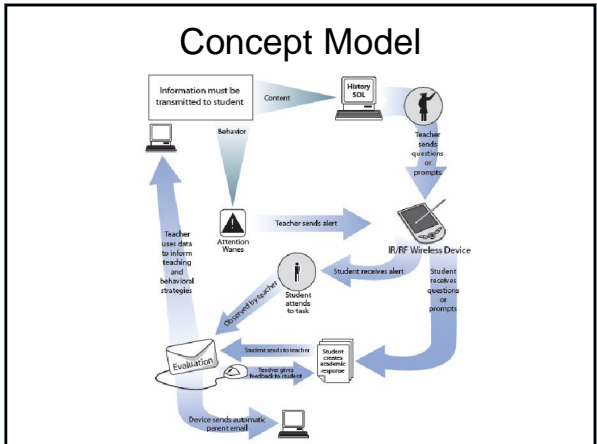 Concept Model
Information must be
transmitted to student
Content
History
SOL
Behavior
Teacher
sends
questions
or
prompts
Attention
Wanes
Teacher sends alert
IR/RF Wireless Device
Teacher
uses data
to inform
teaching
and
behavioral
strategies
Student receives alert
Student
attends
to task
Observed by teacher
Student
receives
questions
or
prompts
Evaluation
Student sends to teacher
Student
creates
academic
response
Teacher gives
feedback to student
Device sends automatic
parent email